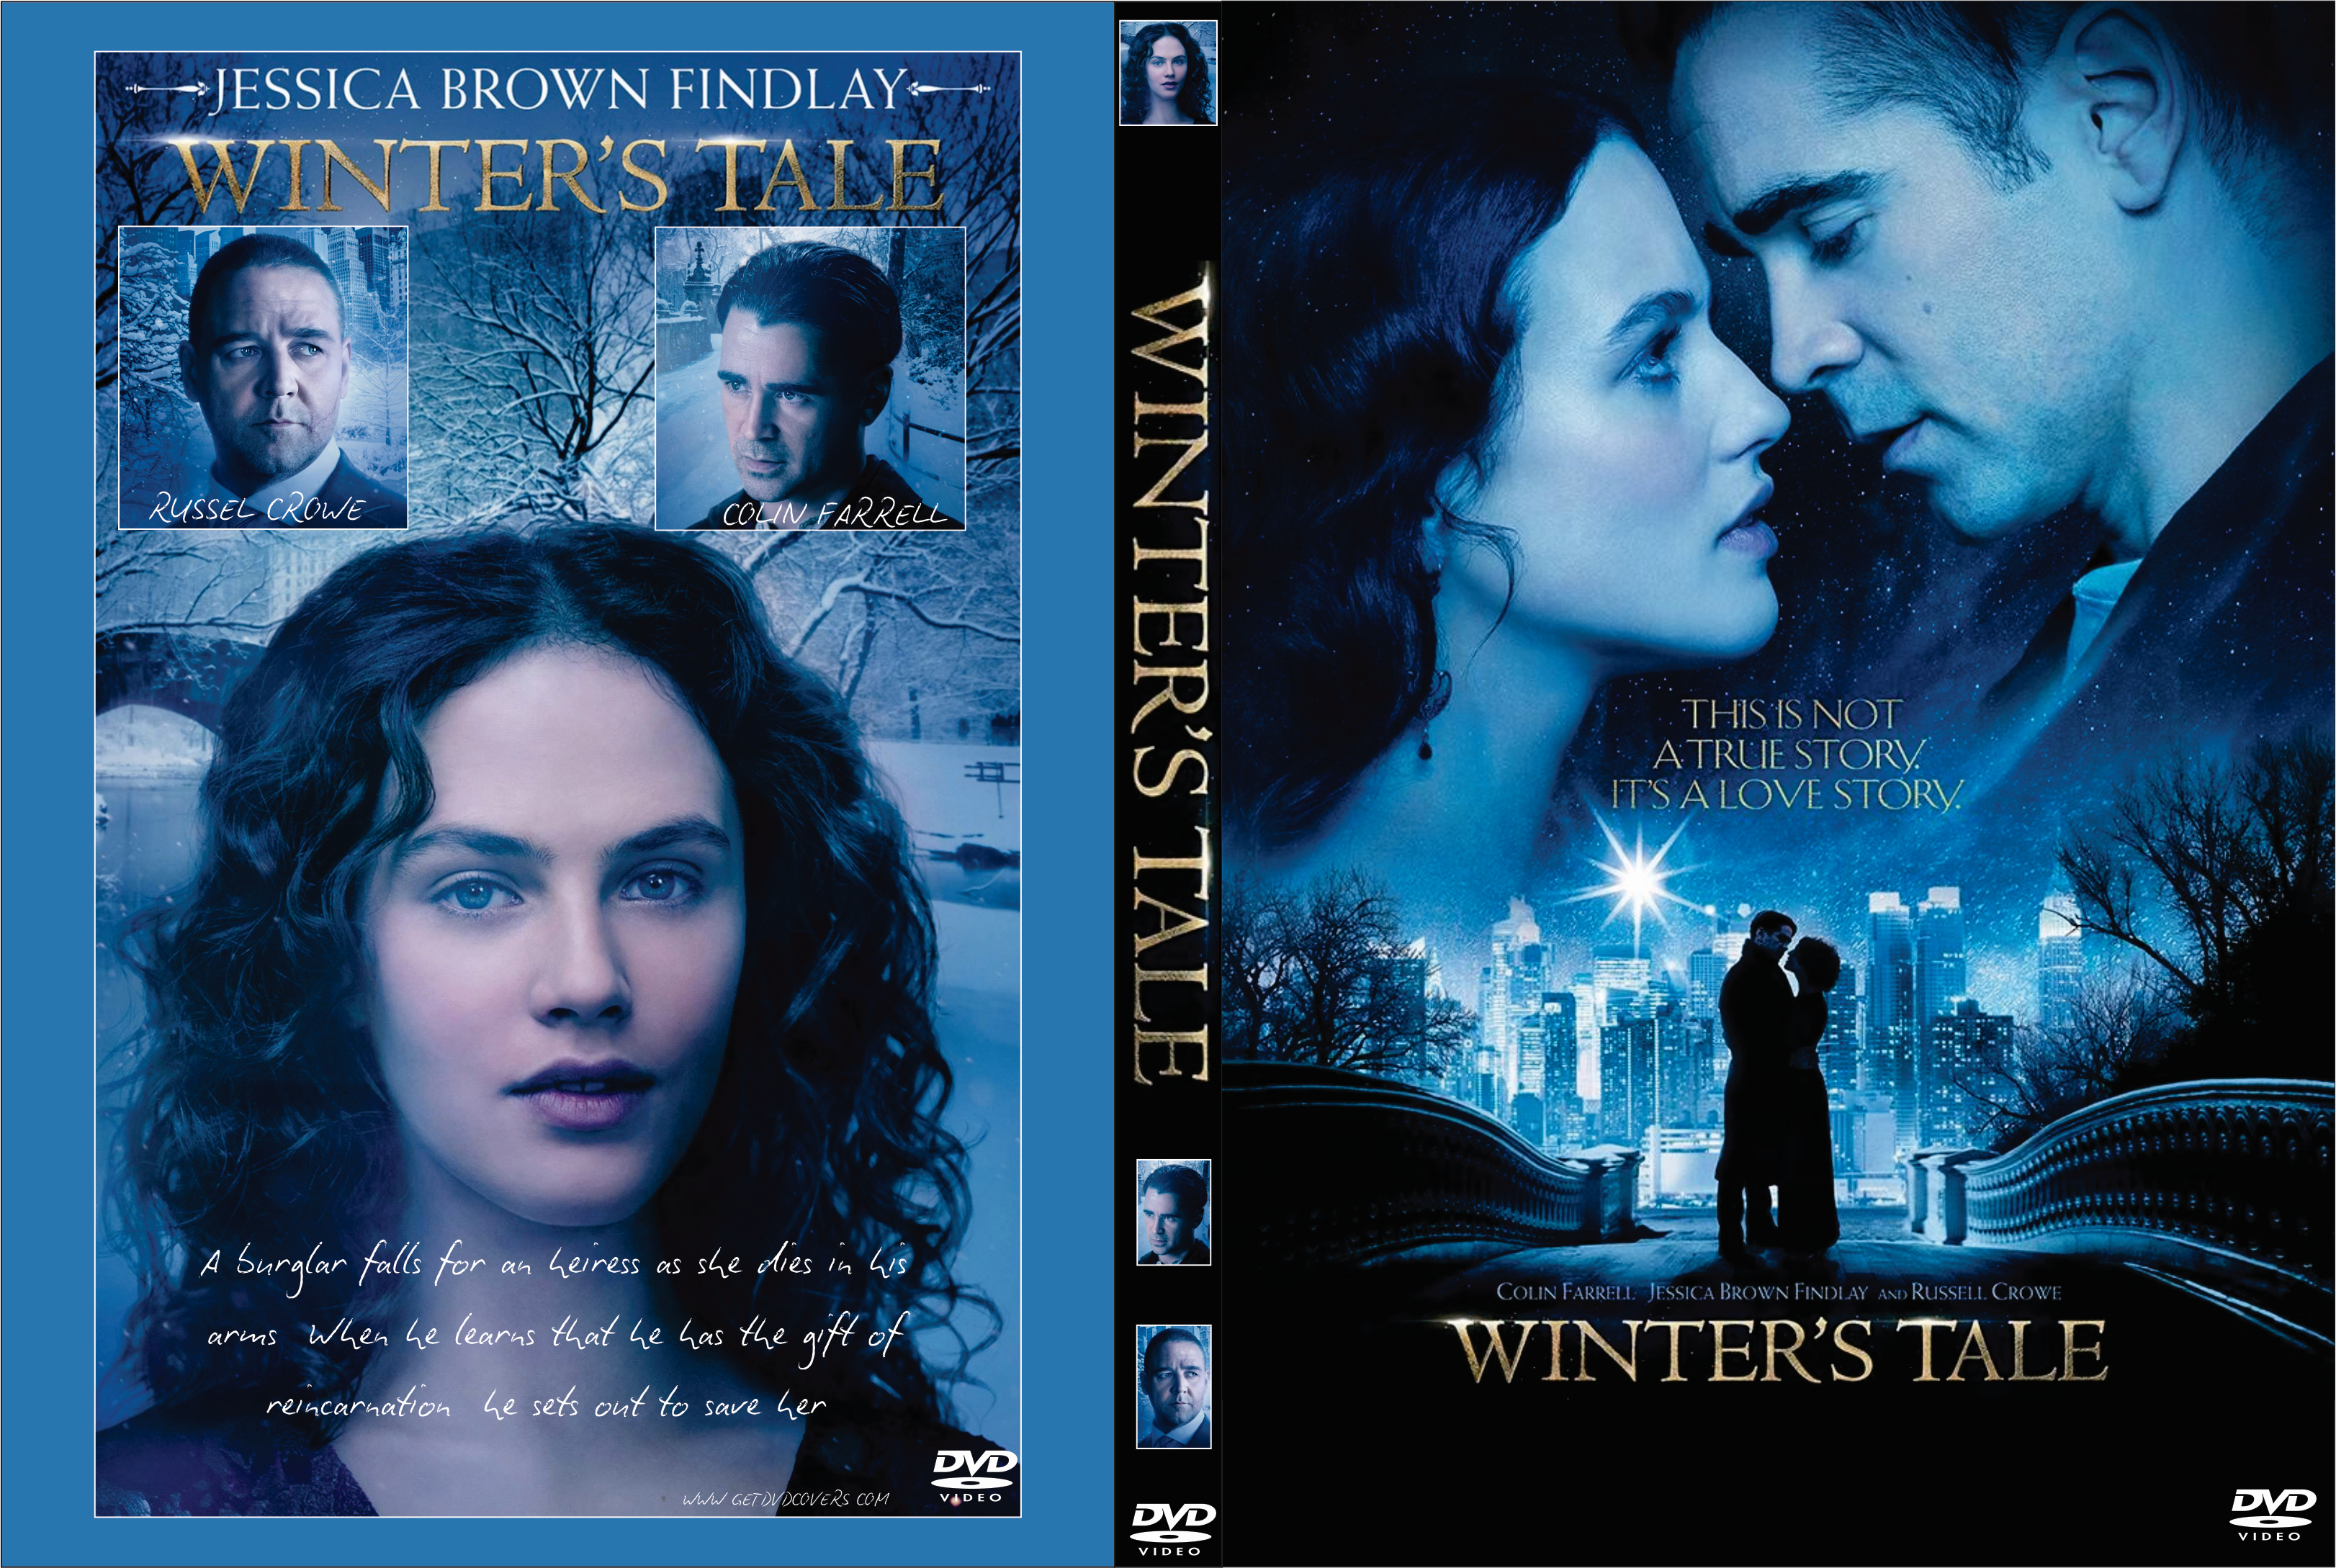 JESSICA BROWN FINDLAY
WINTER'S TALE
RUSSEL CROWE
COLIN FARRELL
A burglar falls for an heiress as she dies in his
arms When he learns that he has the gift of
reincarnation he sets out to save her
WWW GETDVDCOVERS COM
DVD
VIDEO
WINTER'S TALE
DVD
VIDEO
THIS IS NOT
A TRUE STORY.
IT'S A LOVE STORY.
COLIN FARRELL JESSICA BROWN FINDLAY AND RUSSELL CROWE
WINTER'S TALE
DVD
VIDEO